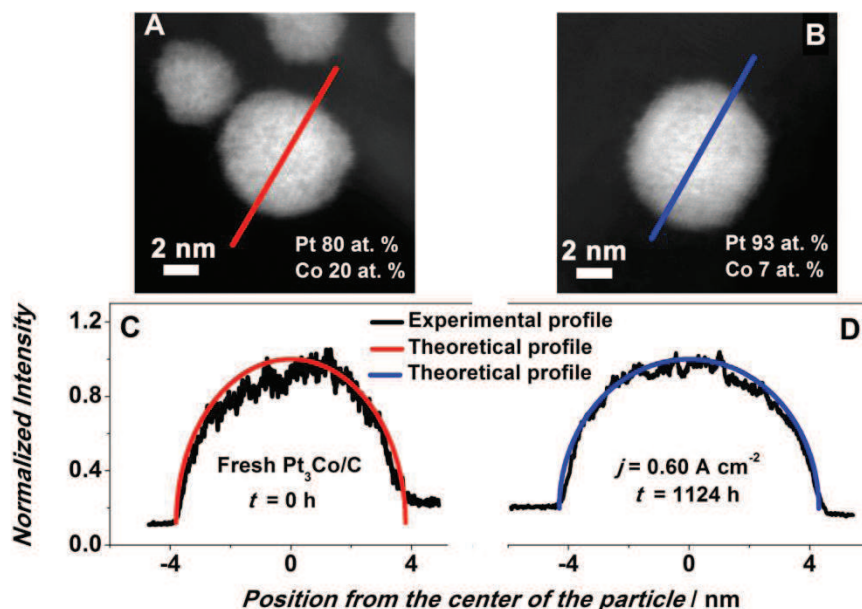 A
B
Pt 80 at. %
Co 20 at. %
2 nm
Pt 93 at. %
Co 7 at. %
2 nm
Normalized Intensity
1.2
0.8
0.4
0.0
C
D
Experimental profile
Theoretical profile
Theoretical profile
Fresh Pt₃Co/C
t = 0 h
j = 0.60 A cm⁻²
t = 1124 h
-4
0
4
-4
0
4
Position from the center of the particle / nm